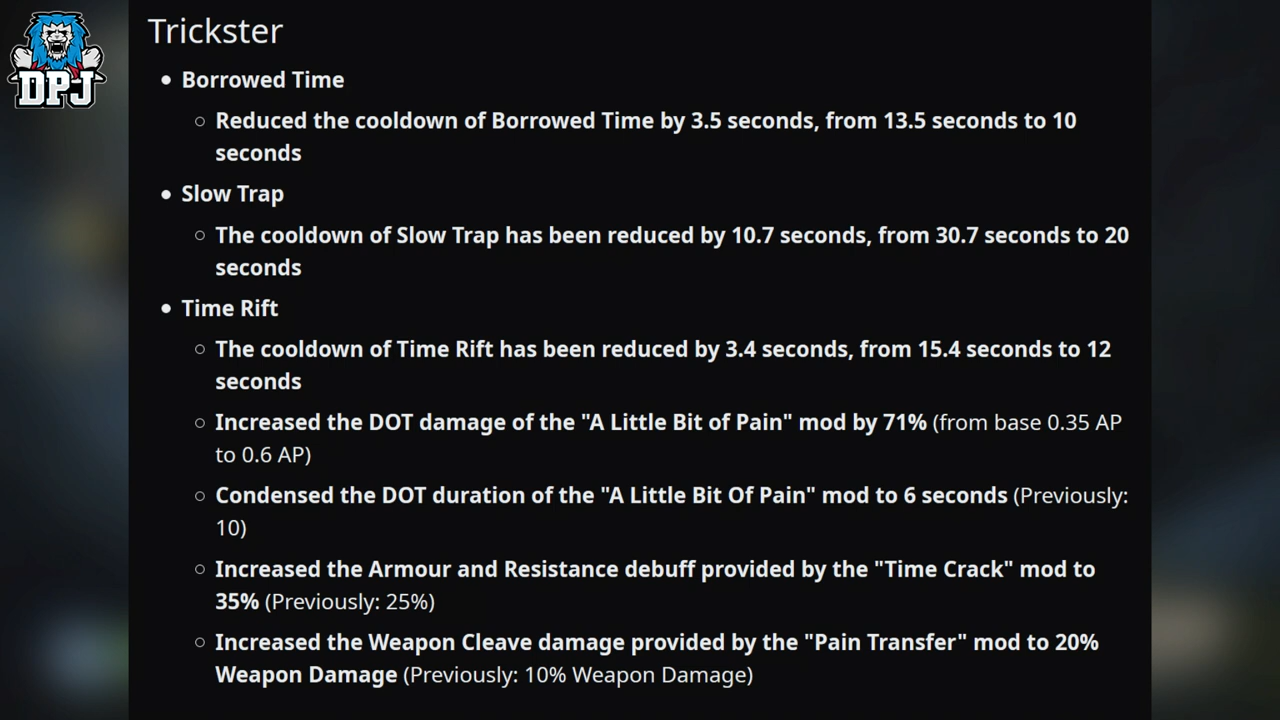 DPJ
Trickster
Borrowed Time
Reduced the cooldown of Borrowed Time by 3.5 seconds, from 13.5 seconds to 10
seconds
Slow Trap
The cooldown of Slow Trap has been reduced by 10.7 seconds, from 30.7 seconds to 20
seconds
Time Rift
The cooldown of Time Rift has been reduced by 3.4 seconds, from 15.4 seconds to 12
seconds
Increased the DOT damage of the "A Little Bit of Pain" mod by 71% (from base 0.35 AP
to 0.6 AP)
Condensed the DOT duration of the "A Little Bit Of Pain" mod to 6 seconds (Previously:
10)
Increased the Armour and Resistance debuff provided by the "Time Crack" mod to
35% (Previously: 25%)
Increased the Weapon Cleave damage provided by the "Pain Transfer" mod to 20%
Weapon Damage (Previously: 10% Weapon Damage)